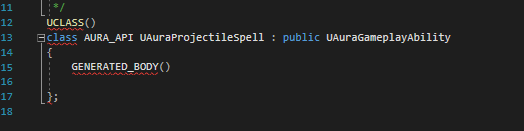 11 */
12 UCLASS()
13 class AURA_API UAuraProjectileSpell : public UAuraGameplayAbility
14 {
15 GENERATED_BODY()
16
17 };
18